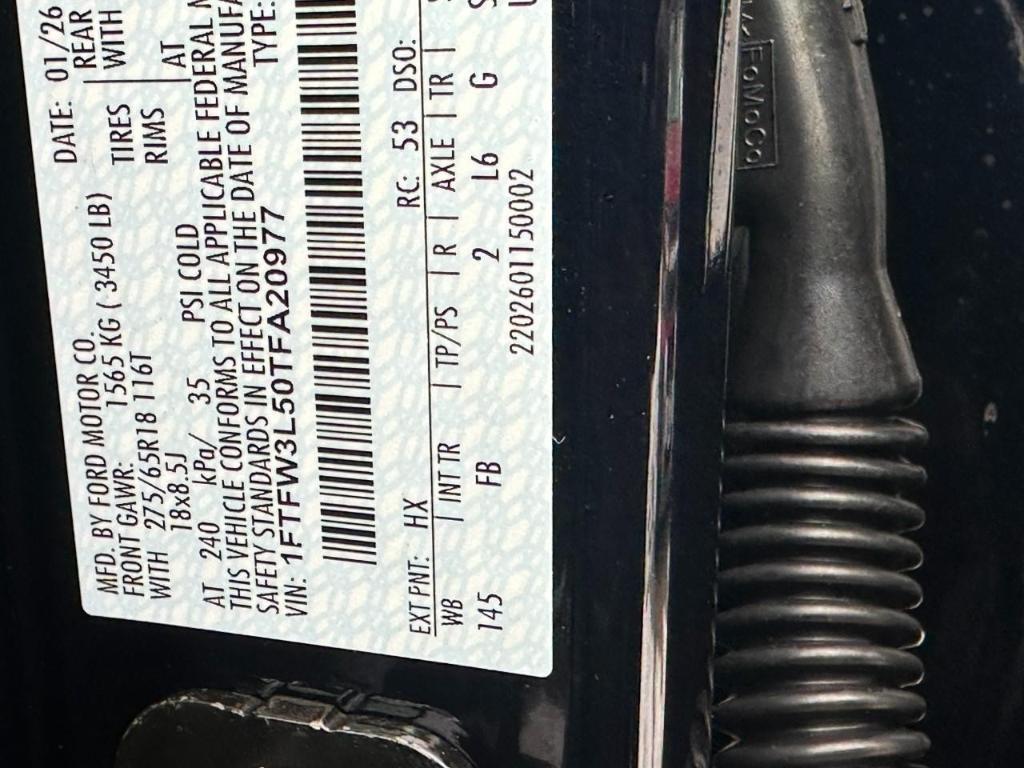 MFD. BY FORD MOTOR CO. DATE: 01/26
FRONT GAWR: 1565 KG ( 3450 LB) REAR
WITH 275/65R18 116T TIRES WITH
18x8.5J RIMS
AT 240 kPa/ 35 PSI COLD AT
THIS VEHICLE CONFORMS TO ALL APPLICABLE FEDERAL
SAFETY STANDARDS IN EFFECT ON THE DATE OF
VIN: 1FTFW3L50TFA20977 TYPE:
EXT PNT: HX RC: 53 DSO:
WB INT TR TP/PS R AXLE TR
145 FB 2 L6 G
2202601150002
FoMoCo